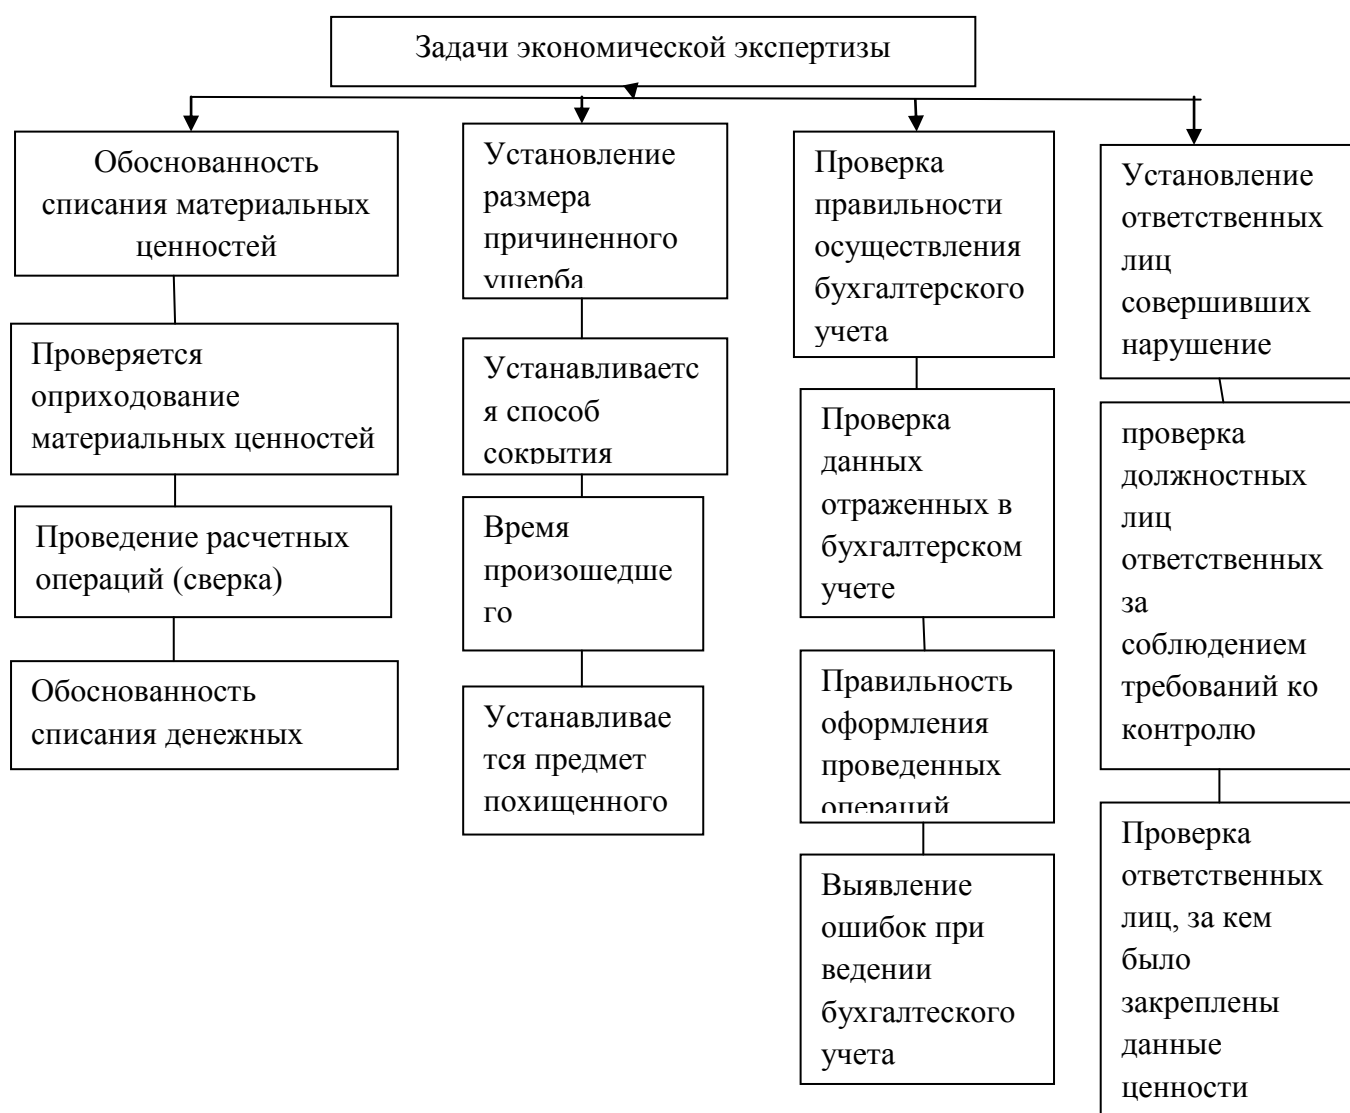 Задачи экономической экспертизы
Обоснованность
списания материальных
ценностей
Проверяется
оприходование
материальных ценностей
Проведение расчетных
операций (сверка)
Обоснованность
списания денежных
Установление
размера
причиненного
ущерба
Устанавливаетс
я способ
сокрытия
Время
произошедше
го
Устанавливае
тся предмет
похищенного
Проверка
правильности
осуществления
бухгалтерского
учета
Проверка
данных
отраженных в
бухгалтерском
учете
Правильность
оформления
проведенных
операций
Выявление
ошибок при
ведении
бухгалтеского
учета
Установление
ответственных
лиц
совершивших
нарушение
проверка
должностных
лиц
ответственных
за
соблюдением
требований ко
контролю
Проверка
ответственных
лиц, за кем
было
закреплены
данные
ценности